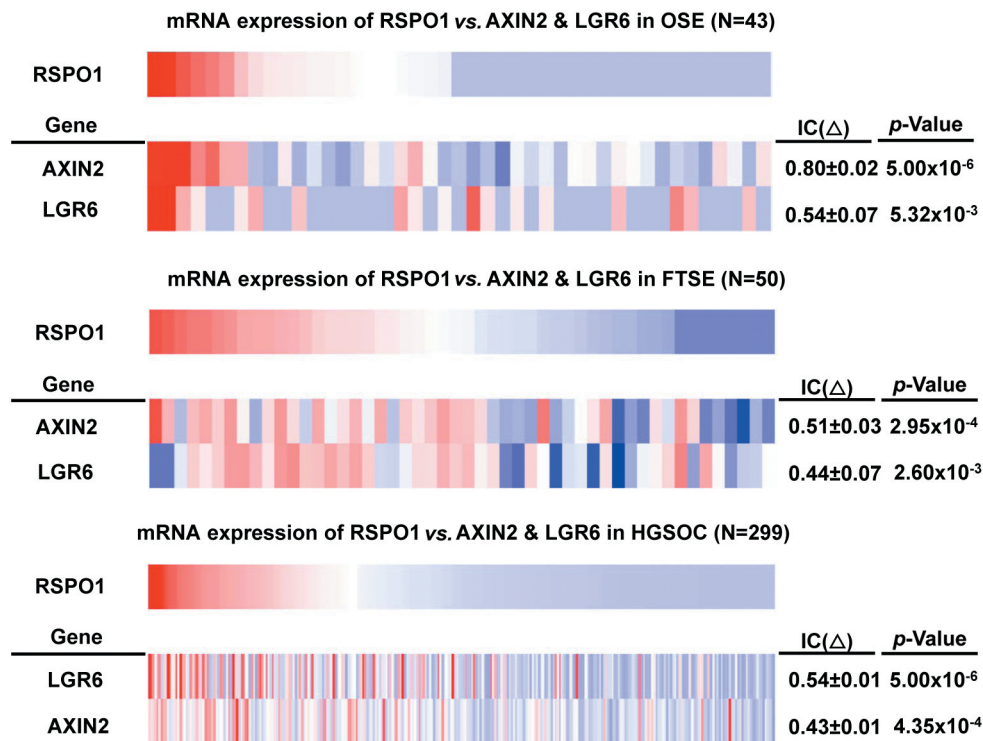 mRNA expression of RSPO1 vs. AXIN2 & LGR6 in OSE (N=43)
RSPO1
Gene IC(△) p-Value
AXIN2 0.80±0.02 5.00x10⁻⁶
LGR6 0.54±0.07 5.32x10⁻³
mRNA expression of RSPO1 vs. AXIN2 & LGR6 in FTSE (N=50)
RSPO1
Gene IC(△) p-Value
AXIN2 0.51±0.03 2.95x10⁻⁴
LGR6 0.44±0.07 2.60x10⁻³
mRNA expression of RSPO1 vs. AXIN2 & LGR6 in HGSOC (N=299)
RSPO1
Gene IC(△) p-Value
LGR6 0.54±0.01 5.00x10⁻⁶
AXIN2 0.43±0.01 4.35x10⁻⁴